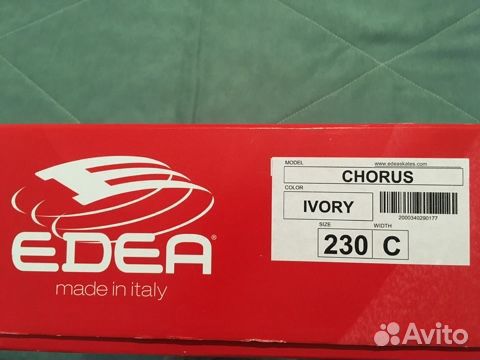 EDEA®
made in italy
MODEL www.edeaskates.com
CHORUS
COLOR
IVORY
2000340290177
SIZE WIDTH
230 C
Avito